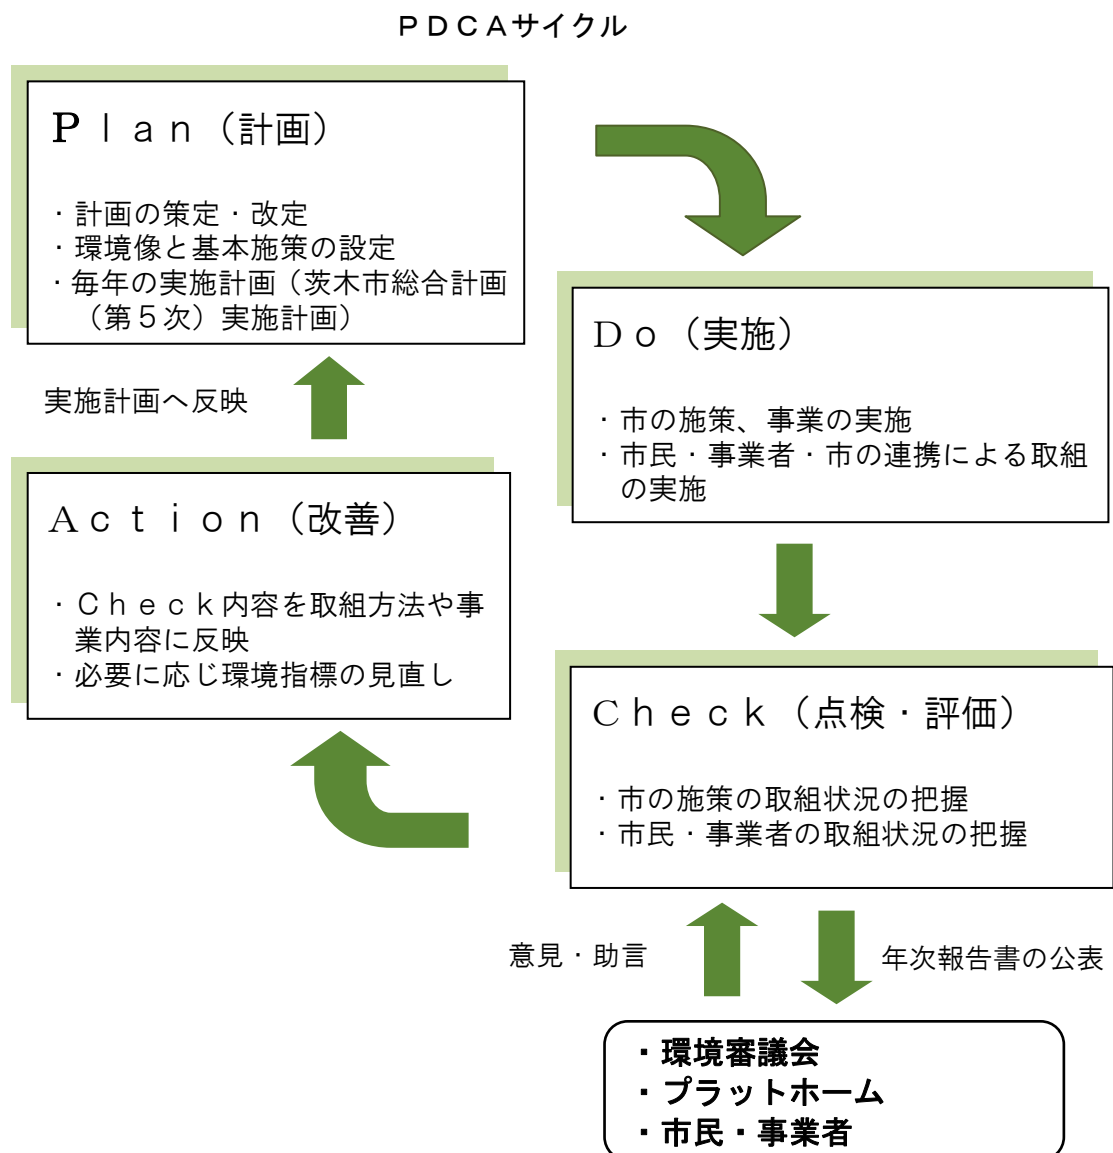 ＰＤＣＡサイクル
Ｐｌａｎ（計画）
・計画の策定・改定
・環境像と基本施策の設定
・毎年の実施計画（茨木市総合計画
（第５次）実施計画）
Ｄｏ（実施）
・市の施策、事業の実施
・市民・事業者・市の連携による取組
の実施
実施計画へ反映
Ａｃｔｉｏｎ（改善）
・Ｃｈｅｃｋ内容を取組方法や事
業内容に反映
・必要に応じ環境指標の見直し
Ｃｈｅｃｋ（点検・評価）
・市の施策の取組状況の把握
・市民・事業者の取組状況の把握
意見・助言
年次報告書の公表
・環境審議会
・プラットホーム
・市民・事業者